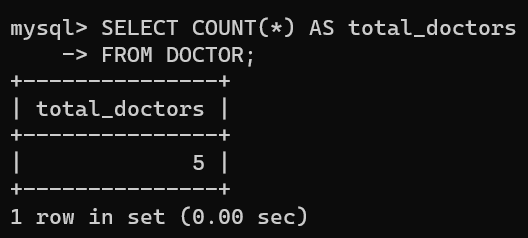 mysql> SELECT COUNT(*) AS total_doctors
    -> FROM DOCTOR;
+---------------+
| total_doctors |
+---------------+
|             5 |
+---------------+
1 row in set (0.00 sec)